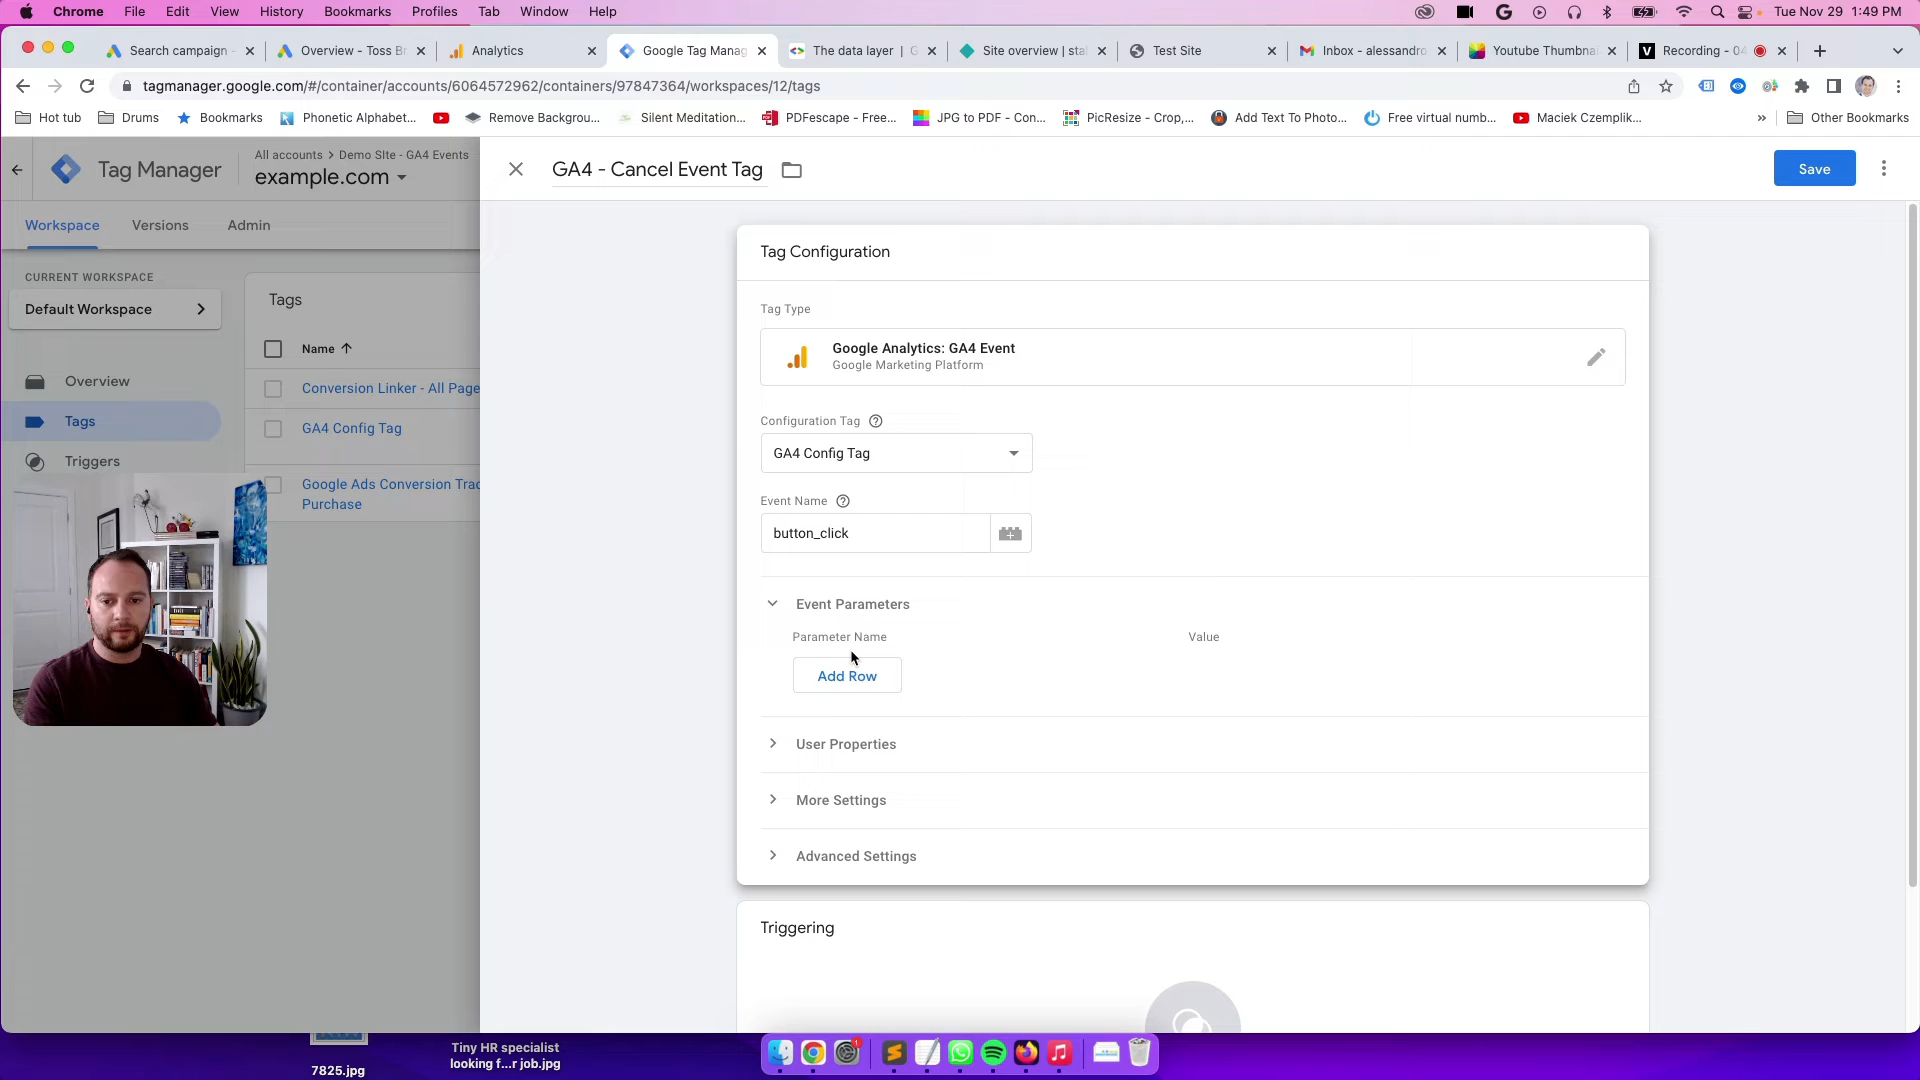 Chrome File Edit View History Bookmarks Profiles Tab Window Help Tue Nov 29 1:49 PM
Search campaign - Overview - Toss Br Analytics Google Tag Manag The data layer | G Site overview | sta Test Site Inbox - alessandro Youtube Thumbnai Recording - 04
tagmanager.google.com/#/container/accounts/6064572962/containers/97847364/workspaces/12/tags
Hot tub Drums Bookmarks Phonetic Alphabet... Remove Backgrou... Silent Meditation... PDFescape - Free... JPG to PDF - Con... PicResize - Crop,... Add Text To Photo... Free virtual numb... Maciek Czemplik... » Other Bookmarks
Tag Manager
All accounts > Demo Site - GA4 Events
example.com
GA4 - Cancel Event Tag
Save
Workspace Versions Admin
CURRENT WORKSPACE
Default Workspace
Overview
Tags
Triggers
Tags
Name
Conversion Linker - All Page
GA4 Config Tag
Google Ads Conversion Trac
Purchase
Tag Configuration
Tag Type
Google Analytics: GA4 Event
Google Marketing Platform
Configuration Tag
GA4 Config Tag
Event Name
button_click
Event Parameters
Parameter Name Value
Add Row
User Properties
More Settings
Advanced Settings
Triggering
7825.jpg
Tiny HR specialist
looking f...r job.jpg
1